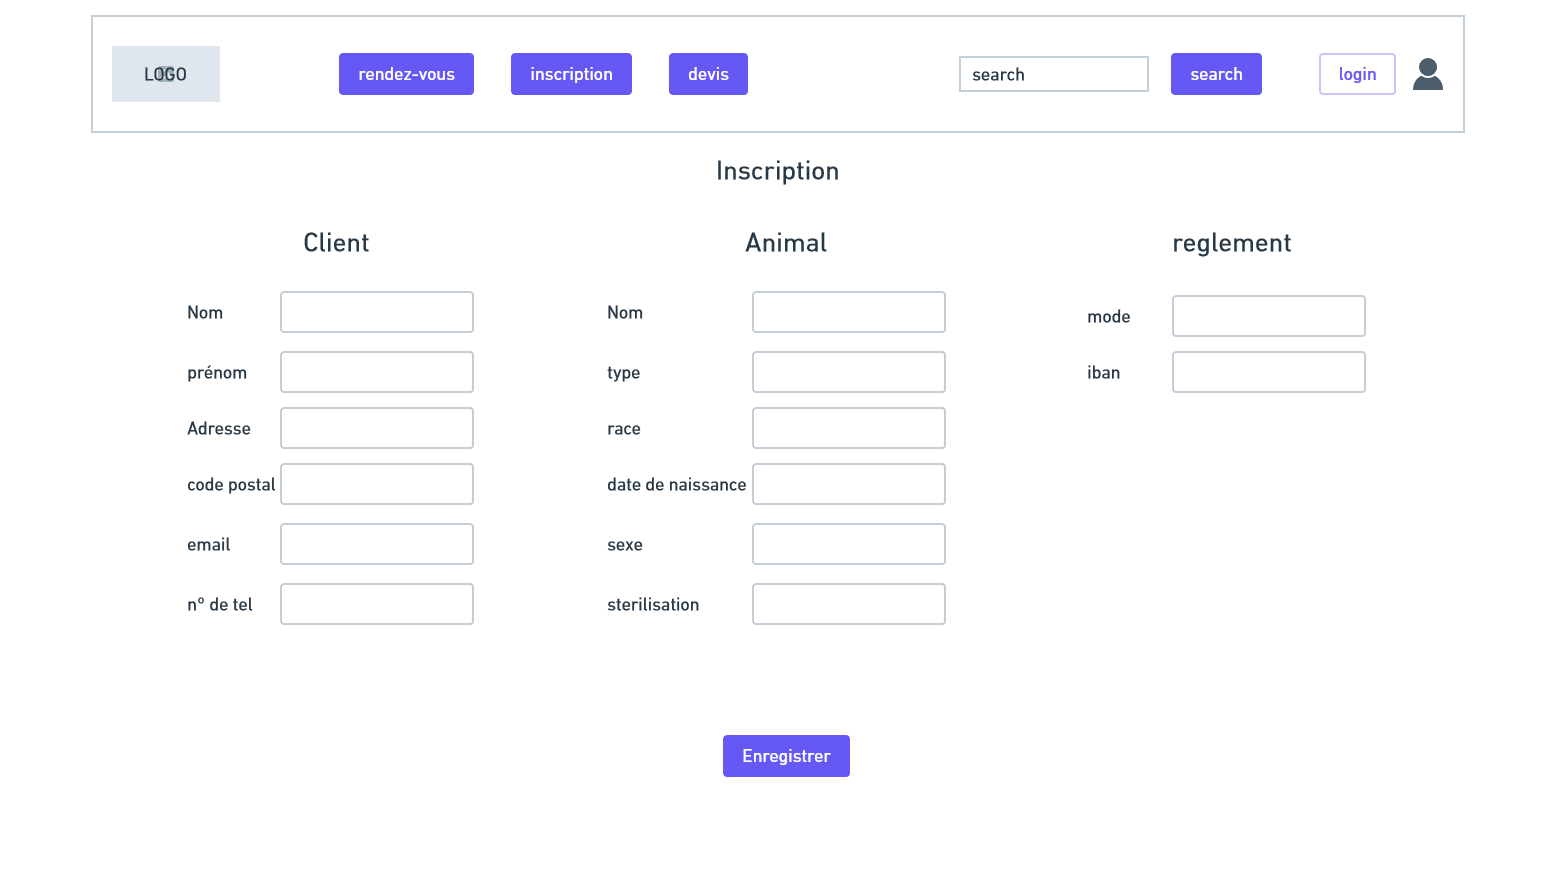 LOGO
rendez-vous
inscription
devis
search
search
login
Inscription
Client
Nom
prénom
Adresse
code postal
email
n° de tel
Animal
Nom
type
race
date de naissance
sexe
sterilisation
reglement
mode
iban
Enregistrer